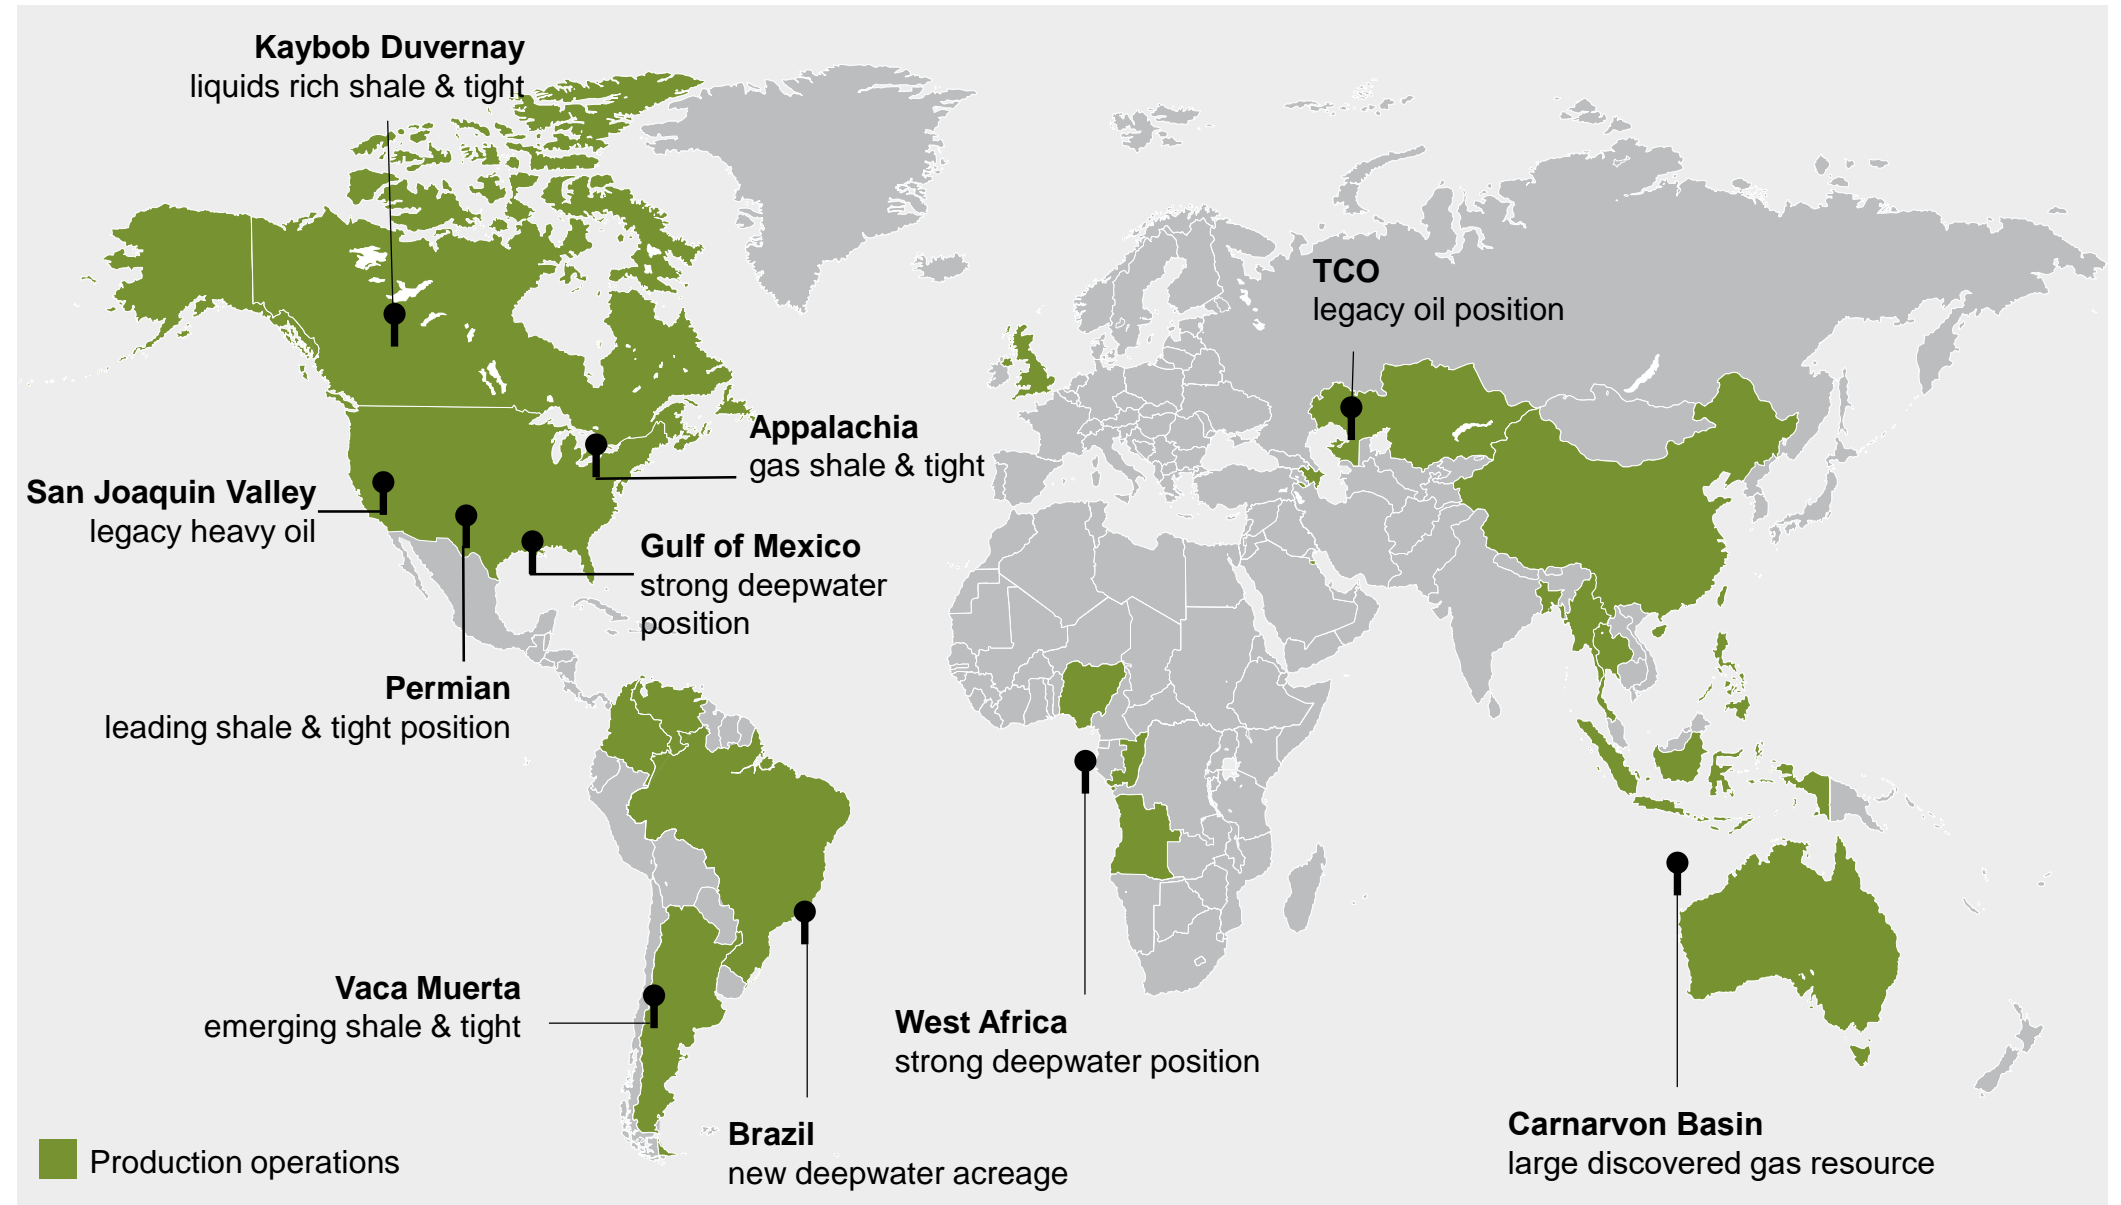 Kaybob Duvernay
liquids rich shale & tight
TCO
legacy oil position
Appalachia
gas shale & tight
San Joaquin Valley
legacy heavy oil
Gulf of Mexico
strong deepwater
position
Permian
leading shale & tight position
Vaca Muerta
emerging shale & tight
West Africa
strong deepwater position
Brazil
new deepwater acreage
Carnarvon Basin
large discovered gas resource
Production operations